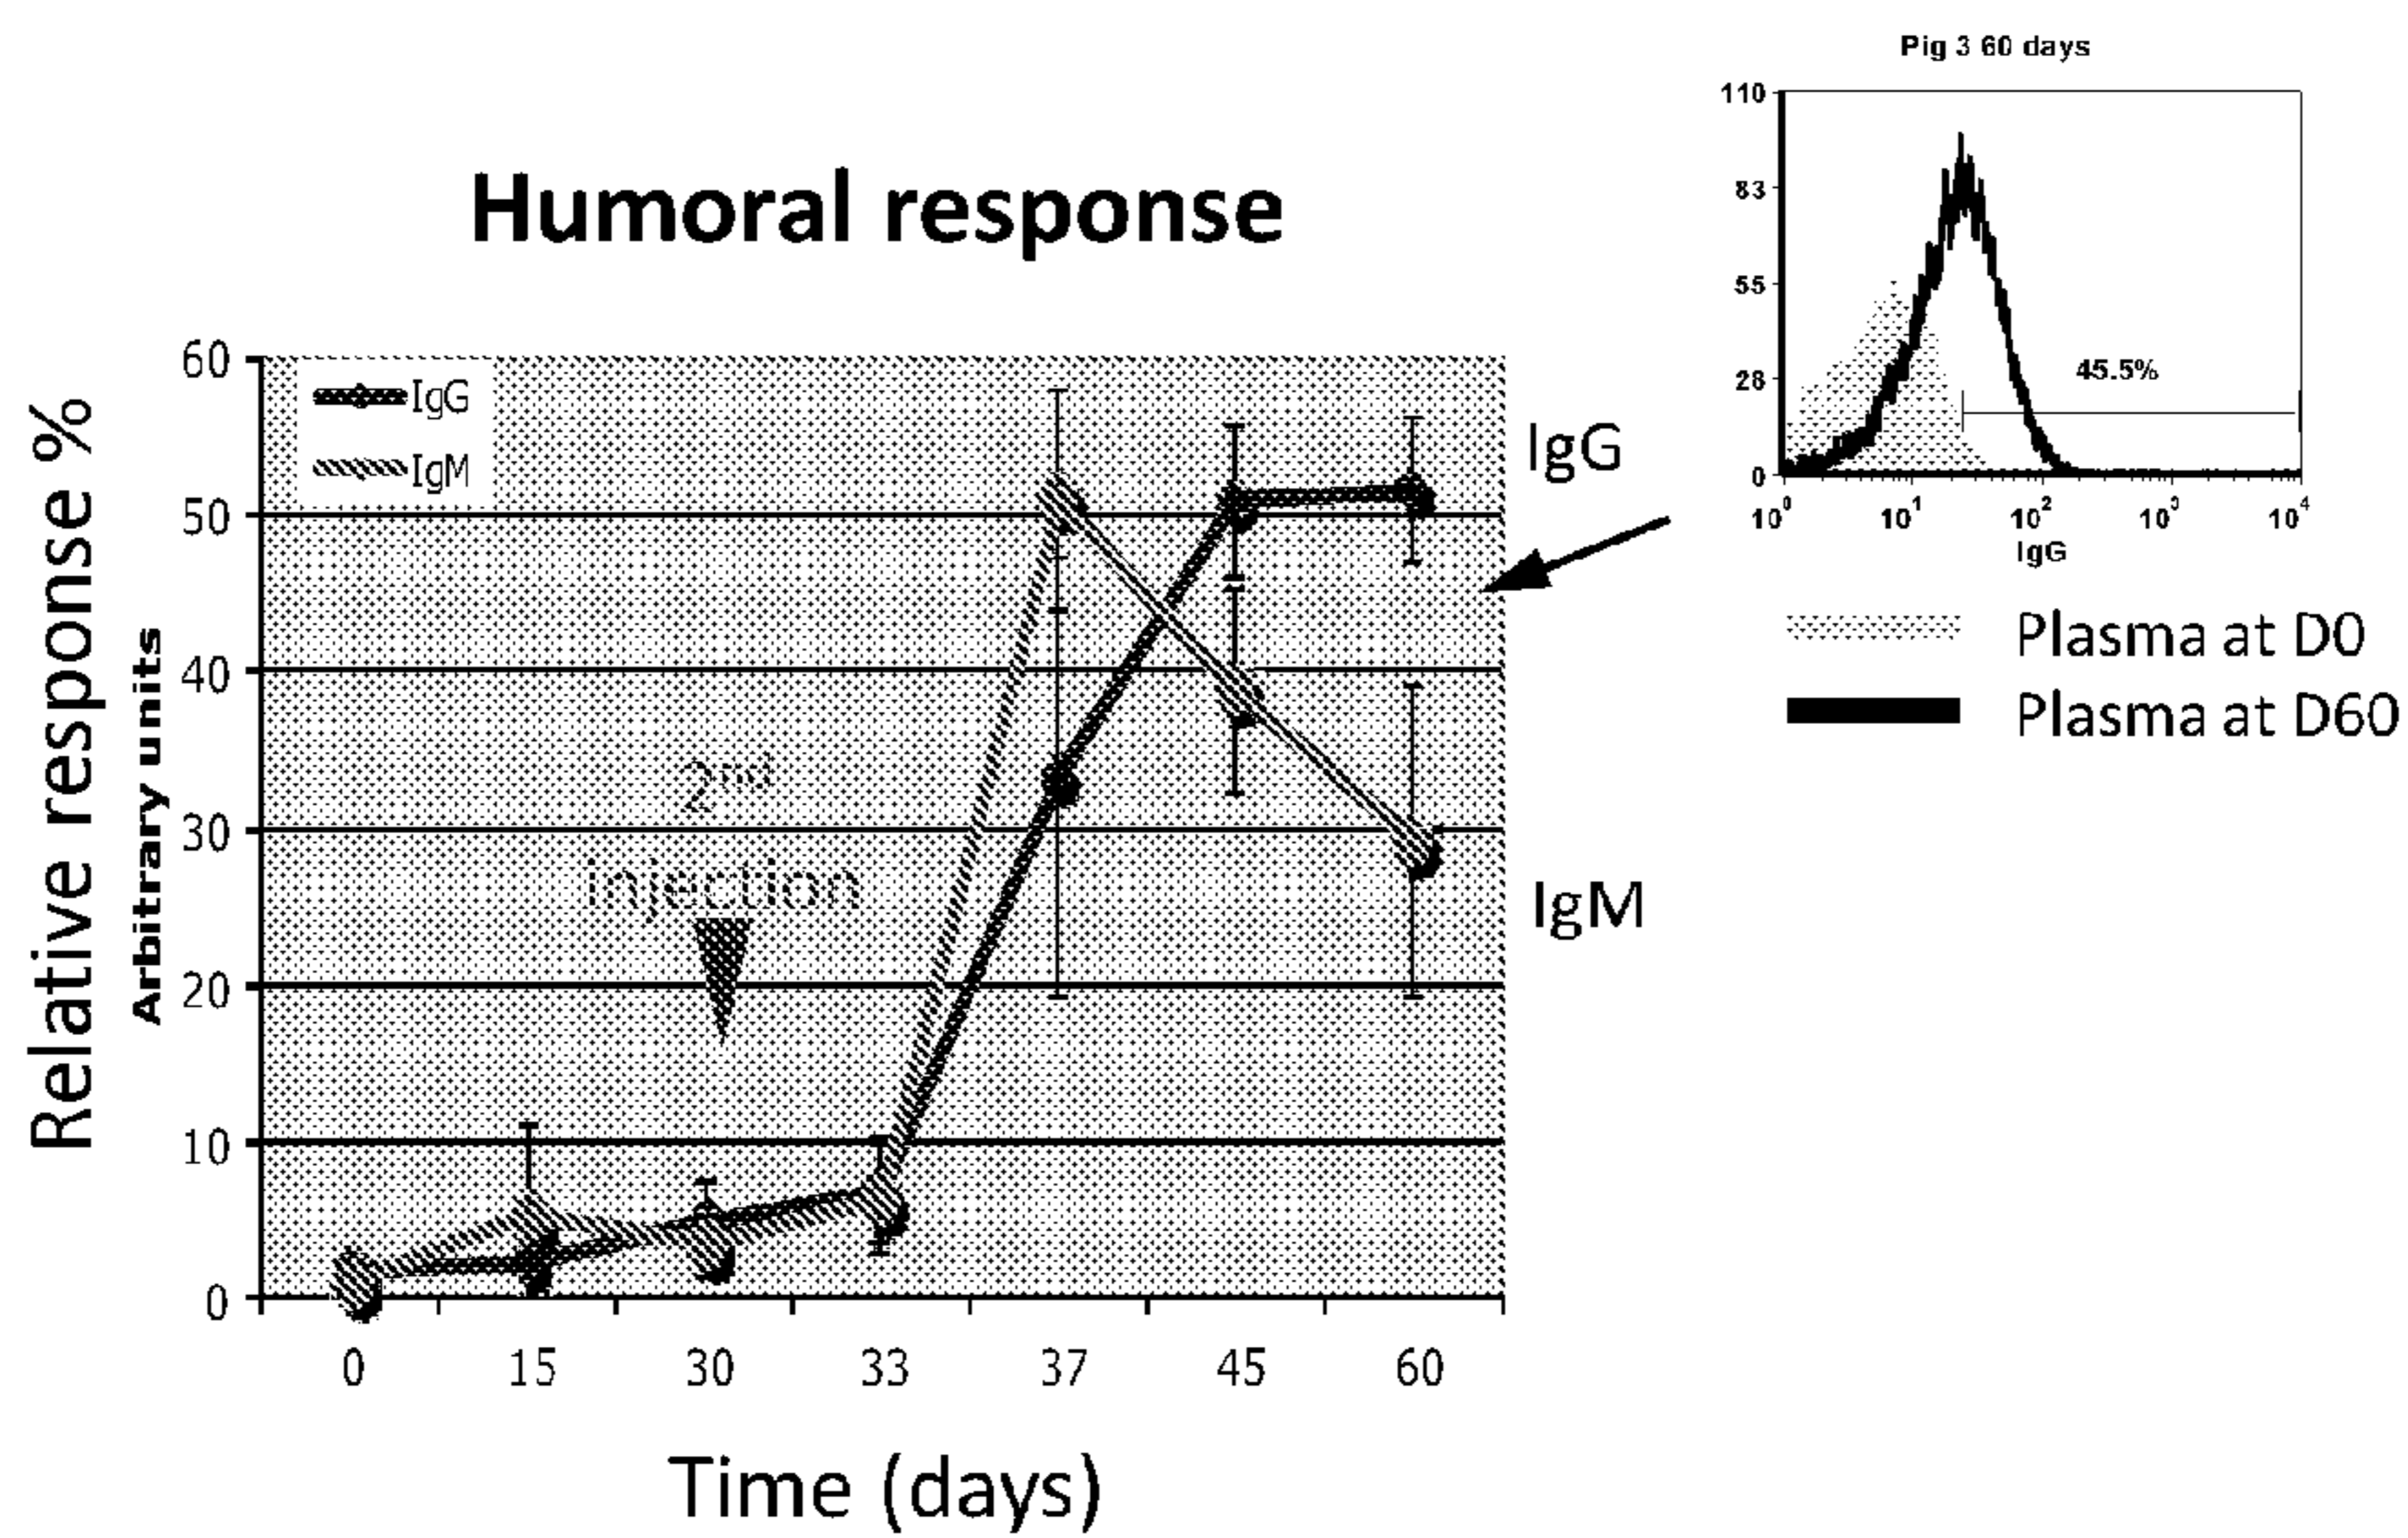 Pig 3 60 days
110
83
55
28
0
45.5%
10^0 10^1 10^2 10^3 10^4
IgG
Plasma at D0
Plasma at D60
Humoral response
Relative response %
Arbitrary units
60
50
40
30
20
10
0
IgG
IgM
2nd
injection
IgG
IgM
0 15 30 33 37 45 60
Time (days)